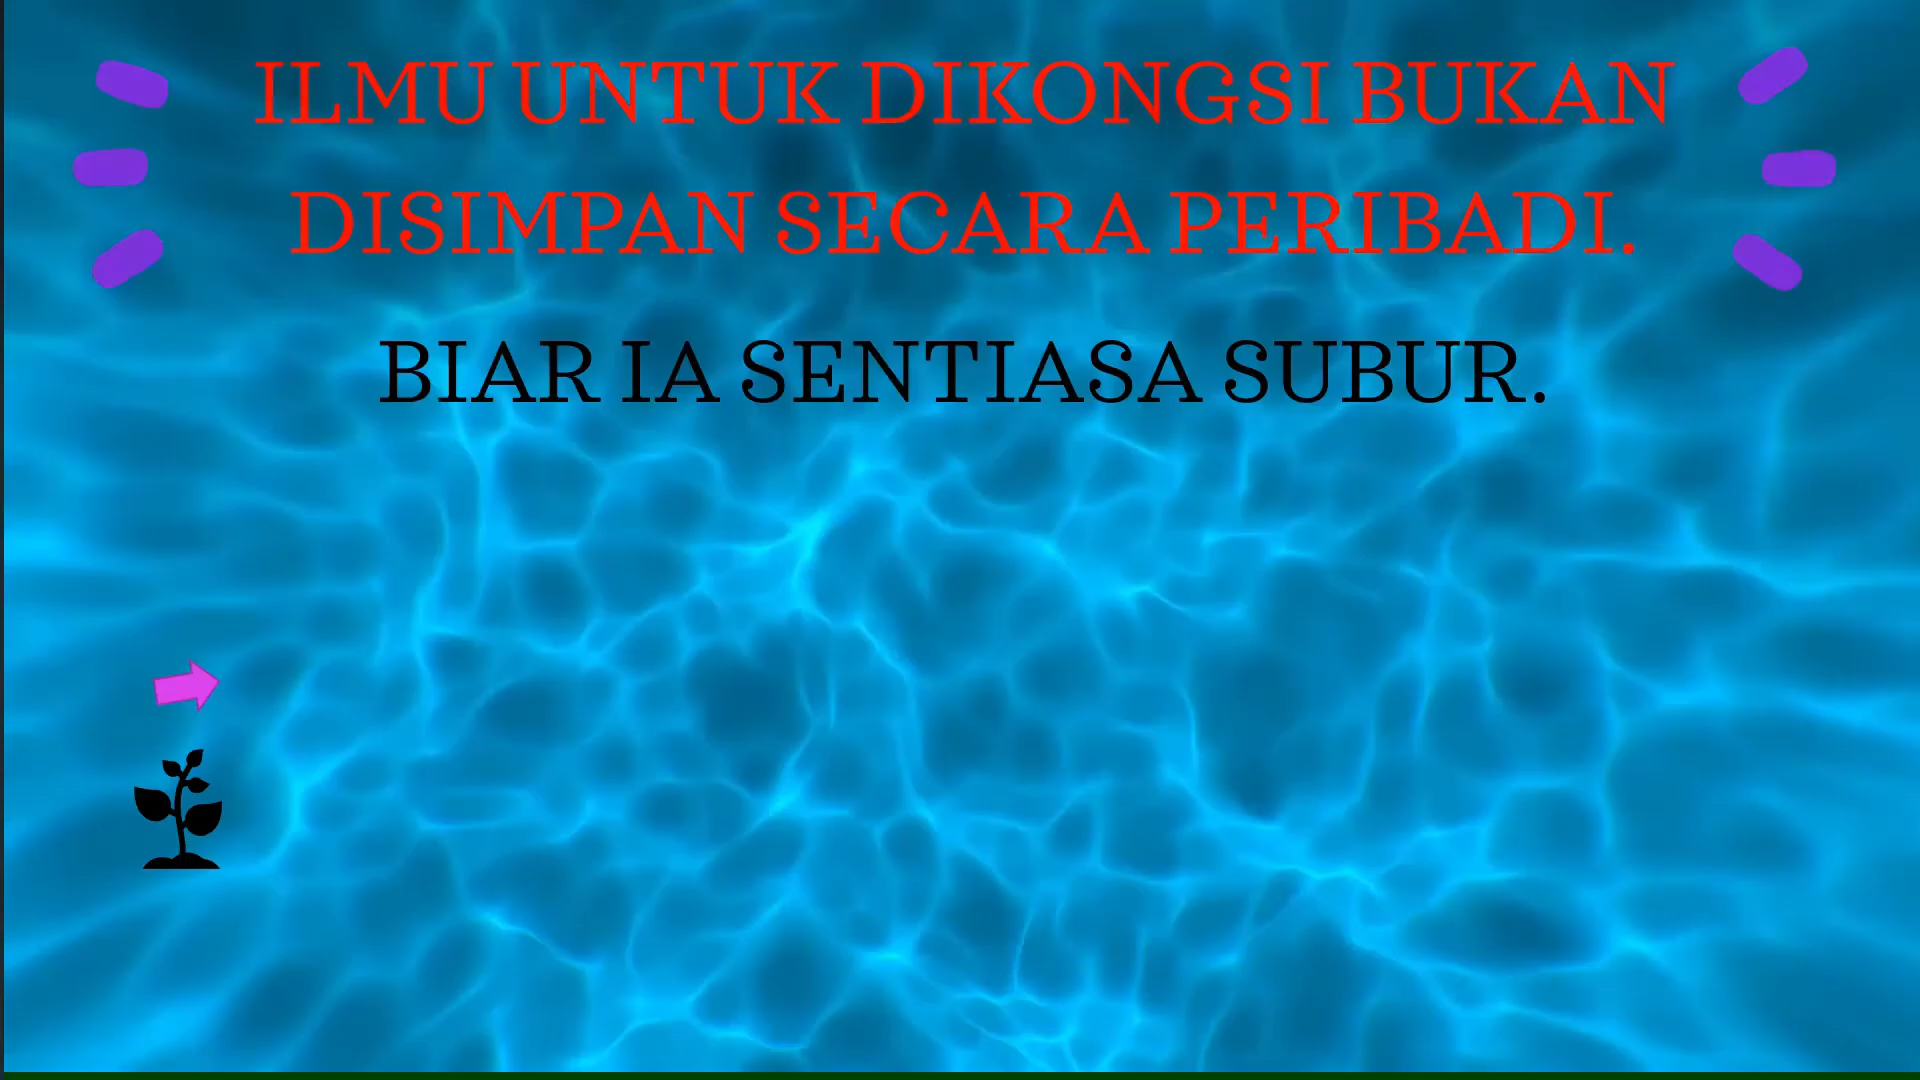 ILMU UNTUK DIKONGSI BUKAN
DISIMPAN SECARA PERIBADI.
BIAR IA SENTIASA SUBUR.